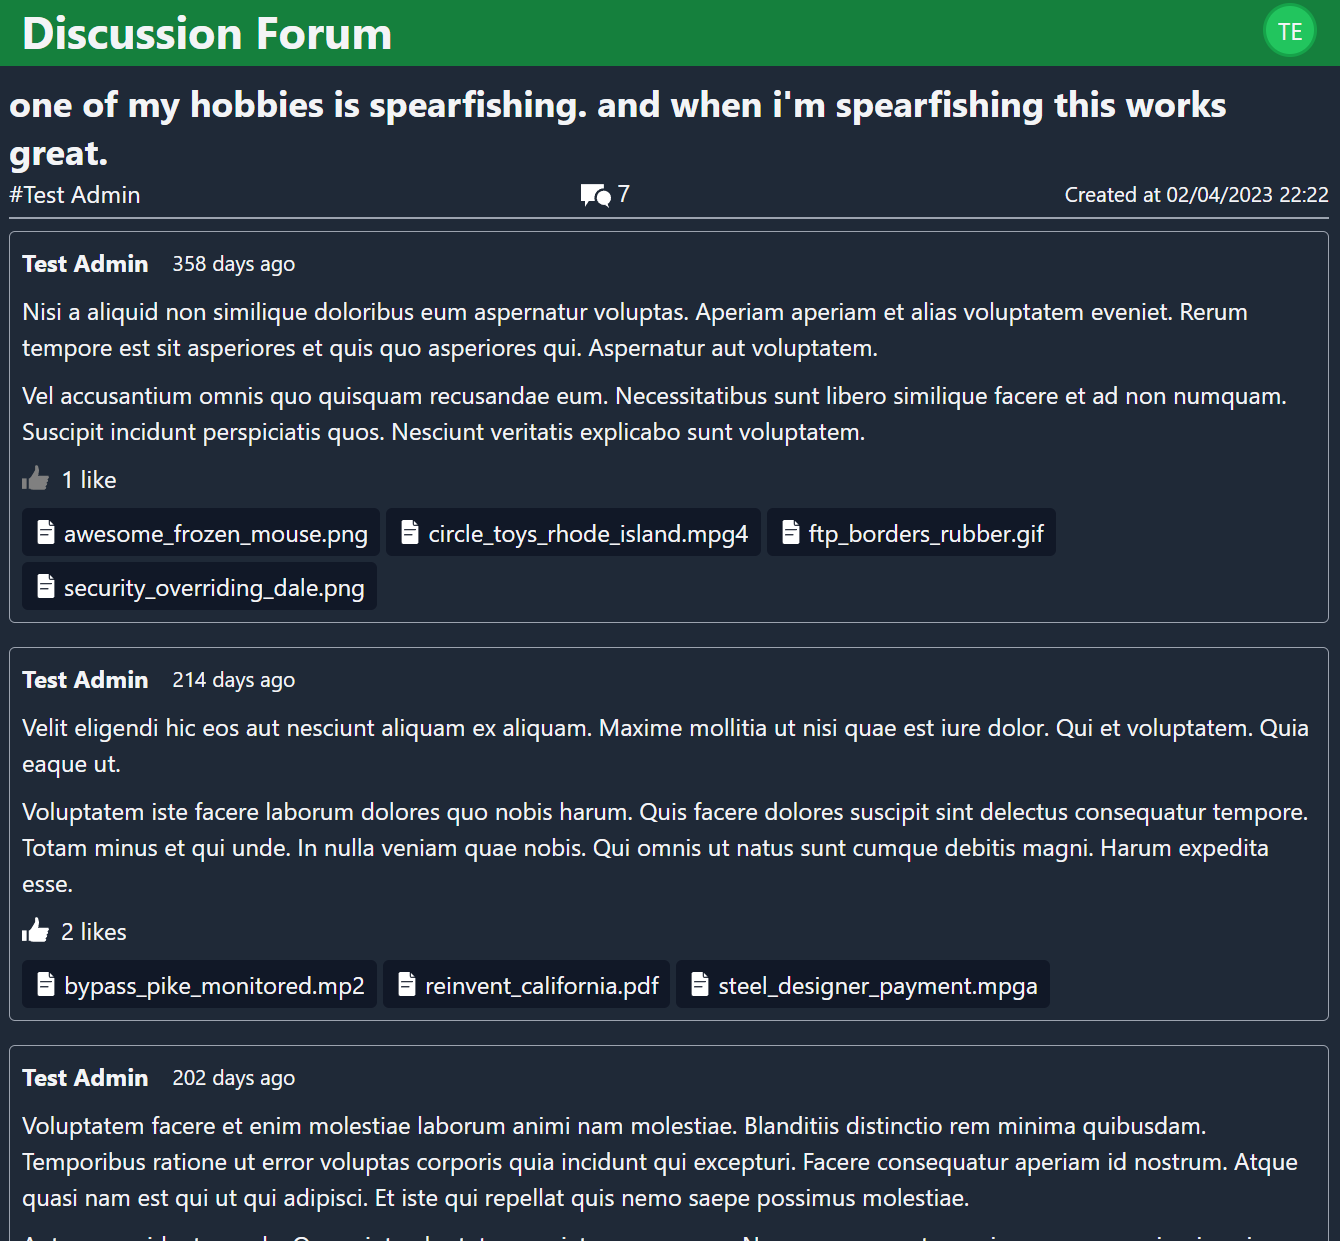 Discussion Forum
TE
one of my hobbies is spearfishing. and when i'm spearfishing this works
great.
#Test Admin
7
Created at 02/04/2023 22:22
Test Admin 358 days ago
Nisi a aliquid non similique doloribus eum aspernatur voluptas. Aperiam aperiam et alias voluptatem eveniet. Rerum
tempore est sit asperiores et quis quo asperiores qui. Aspernatur aut voluptatem.
Vel accusantium omnis quo quisquam recusandae eum. Necessitatibus sunt libero similique facere et ad non numquam.
Suscipit incidunt perspiciatis quos. Nesciunt veritatis explicabo sunt voluptatem.
1 like
awesome_frozen_mouse.png circle_toys_rhode_island.mpg4 ftp_borders_rubber.gif
security_overriding_dale.png
Test Admin 214 days ago
Velit eligendi hic eos aut nesciunt aliquam ex aliquam. Maxime mollitia ut nisi quae est iure dolor. Qui et voluptatem. Quia
eaque ut.
Voluptatem iste facere laborum dolores quo nobis harum. Quis facere dolores suscipit sint delectus consequatur tempore.
Totam minus et qui unde. In nulla veniam quae nobis. Qui omnis ut natus sunt cumque debitis magni. Harum expedita
esse.
2 likes
bypass_pike_monitored.mp2 reinvent_california.pdf steel_designer_payment.mpga
Test Admin 202 days ago
Voluptatem facere et enim molestiae laborum animi nam molestiae. Blanditiis distinctio rem minima quibusdam.
Temporibus ratione ut error voluptas corporis quia incidunt qui excepturi. Facere consequatur aperiam id nostrum. Atque
quasi nam est qui ut qui adipisci. Et iste qui repellat quis nemo saepe possimus molestiae.